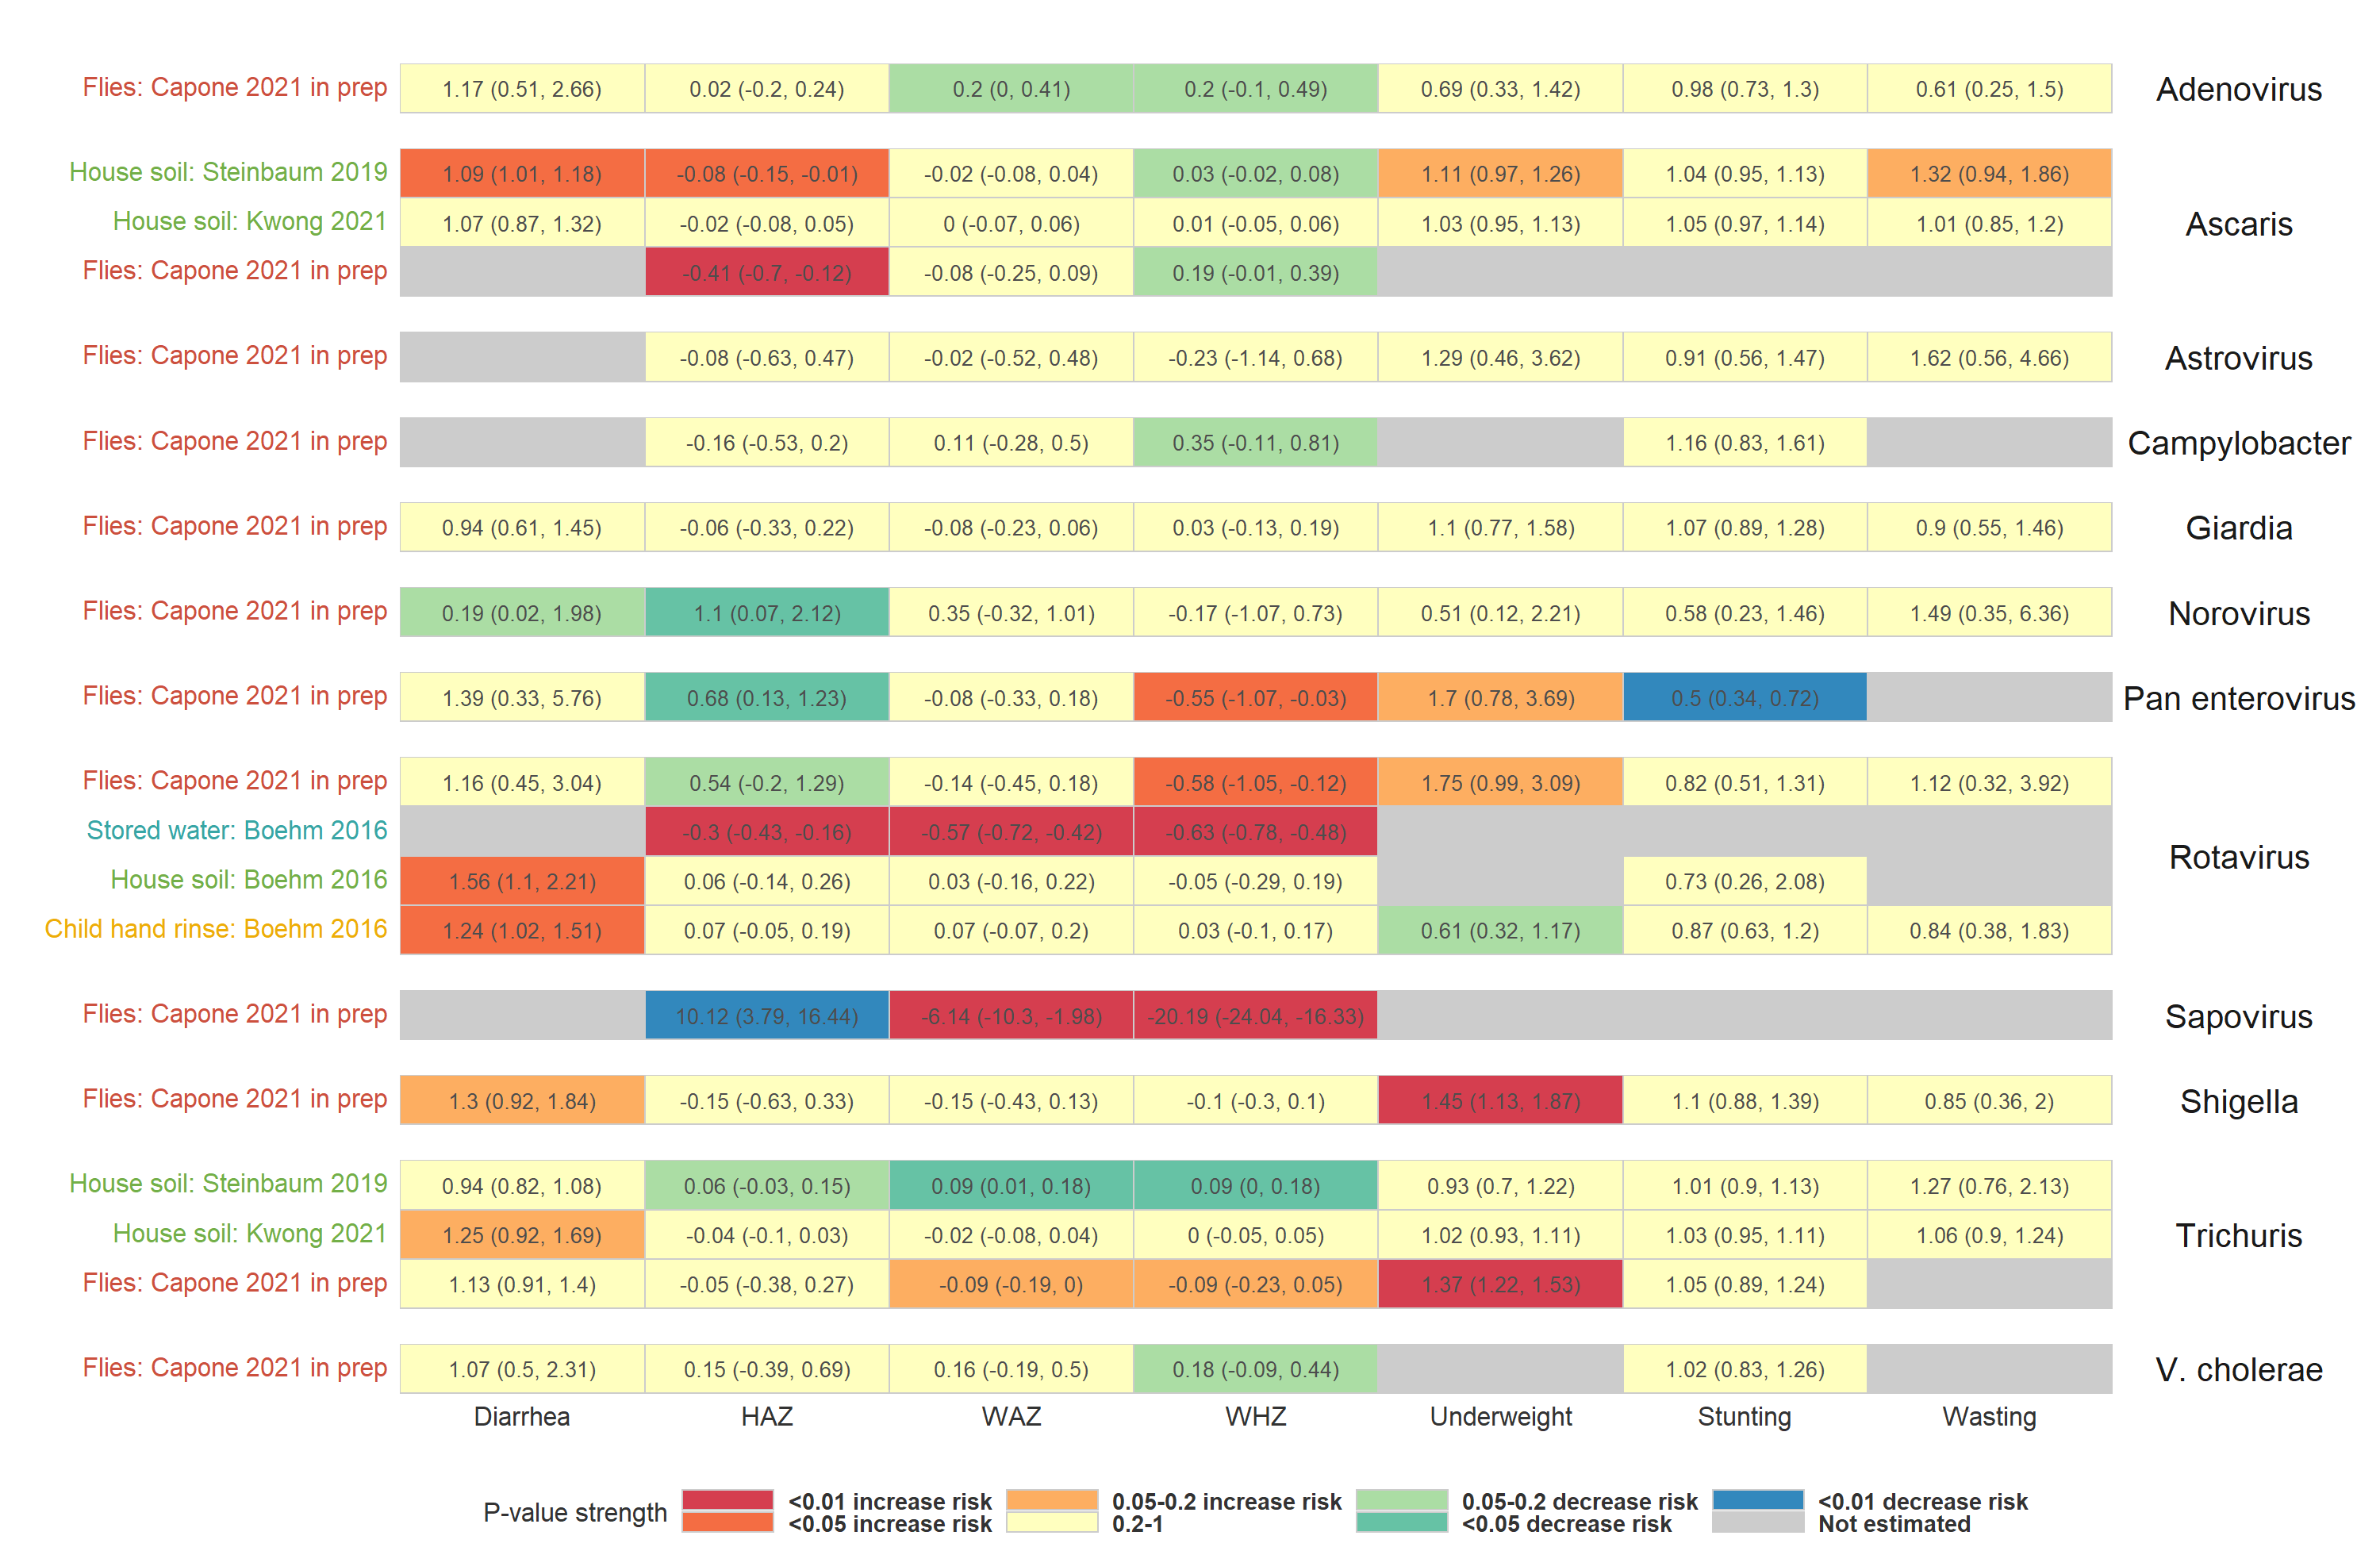 Flies: Capone 2021 in prep 1.17 (0.51, 2.66) 0.02 (-0.2, 0.24) 0.2 (0, 0.41) 0.2 (-0.1, 0.49) 0.69 (0.33, 1.42) 0.98 (0.73, 1.3) 0.61 (0.25, 1.5) Adenovirus
House soil: Steinbaum 2019 1.09 (1.01, 1.18) -0.08 (-0.15, -0.01) -0.02 (-0.08, 0.04) 0.03 (-0.02, 0.08) 1.11 (0.97, 1.26) 1.04 (0.95, 1.13) 1.32 (0.94, 1.86)
House soil: Kwong 2021 1.07 (0.87, 1.32) -0.02 (-0.08, 0.05) 0 (-0.07, 0.06) 0.01 (-0.05, 0.06) 1.03 (0.95, 1.13) 1.05 (0.97, 1.14) 1.01 (0.85, 1.2) Ascaris
Flies: Capone 2021 in prep -0.41 (-0.7, -0.12) -0.08 (-0.25, 0.09) 0.19 (-0.01, 0.39)
Flies: Capone 2021 in prep -0.08 (-0.63, 0.47) -0.02 (-0.52, 0.48) -0.23 (-1.14, 0.68) 1.29 (0.46, 3.62) 0.91 (0.56, 1.47) 1.62 (0.56, 4.66) Astrovirus
Flies: Capone 2021 in prep -0.16 (-0.53, 0.2) 0.11 (-0.28, 0.5) 0.35 (-0.11, 0.81) 1.16 (0.83, 1.61) Campylobacter
Flies: Capone 2021 in prep 0.94 (0.61, 1.45) -0.06 (-0.33, 0.22) -0.08 (-0.23, 0.06) 0.03 (-0.13, 0.19) 1.1 (0.77, 1.58) 1.07 (0.89, 1.28) 0.9 (0.55, 1.46) Giardia
Flies: Capone 2021 in prep 0.19 (0.02, 1.98) 1.1 (0.07, 2.12) 0.35 (-0.32, 1.01) -0.17 (-1.07, 0.73) 0.51 (0.12, 2.21) 0.58 (0.23, 1.46) 1.49 (0.35, 6.36) Norovirus
Flies: Capone 2021 in prep 1.39 (0.33, 5.76) 0.68 (0.13, 1.23) -0.08 (-0.33, 0.18) -0.55 (-1.07, -0.03) 1.7 (0.78, 3.69) 0.5 (0.34, 0.72) Pan enterovirus
Flies: Capone 2021 in prep 1.16 (0.45, 3.04) 0.54 (-0.2, 1.29) -0.14 (-0.45, 0.18) -0.58 (-1.05, -0.12) 1.75 (0.99, 3.09) 0.82 (0.51, 1.31) 1.12 (0.32, 3.92)
Stored water: Boehm 2016 -0.3 (-0.43, -0.16) -0.57 (-0.72, -0.42) -0.63 (-0.78, -0.48)
Rotavirus
House soil: Boehm 2016 1.56 (1.1, 2.21) 0.06 (-0.14, 0.26) 0.03 (-0.16, 0.22) -0.05 (-0.29, 0.19) 0.73 (0.26, 2.08)
Child hand rinse: Boehm 2016 1.24 (1.02, 1.51) 0.07 (-0.05, 0.19) 0.07 (-0.07, 0.2) 0.03 (-0.1, 0.17) 0.61 (0.32, 1.17) 0.87 (0.63, 1.2) 0.84 (0.38, 1.83)
Flies: Capone 2021 in prep 10.12 (3.79, 16.44) -6.14 (-10.3, -1.98) -20.19 (-24.04, -16.33) Sapovirus
Flies: Capone 2021 in prep 1.3 (0.92, 1.84) -0.15 (-0.63, 0.33) -0.15 (-0.43, 0.13) -0.1 (-0.3, 0.1) 1.45 (1.13, 1.87) 1.1 (0.88, 1.39) 0.85 (0.36, 2) Shigella
House soil: Steinbaum 2019 0.94 (0.82, 1.08) 0.06 (-0.03, 0.15) 0.09 (0.01, 0.18) 0.09 (0, 0.18) 0.93 (0.7, 1.22) 1.01 (0.9, 1.13) 1.27 (0.76, 2.13)
House soil: Kwong 2021 1.25 (0.92, 1.69) -0.04 (-0.1, 0.03) -0.02 (-0.08, 0.04) 0 (-0.05, 0.05) 1.02 (0.93, 1.11) 1.03 (0.95, 1.11) 1.06 (0.9, 1.24) Trichuris
Flies: Capone 2021 in prep 1.13 (0.91, 1.4) -0.05 (-0.38, 0.27) -0.09 (-0.19, 0) -0.09 (-0.23, 0.05) 1.37 (1.22, 1.53) 1.05 (0.89, 1.24)
Flies: Capone 2021 in prep 1.07 (0.5, 2.31) 0.15 (-0.39, 0.69) 0.16 (-0.19, 0.5) 0.18 (-0.09, 0.44) 1.02 (0.83, 1.26) V. cholerae
Diarrhea HAZ WAZ WHZ Underweight Stunting Wasting
P-value strength
<0.01 increase risk 0.05-0.2 increase risk 0.05-0.2 decrease risk <0.01 decrease risk
<0.05 increase risk 0.2-1 <0.05 decrease risk Not estimated